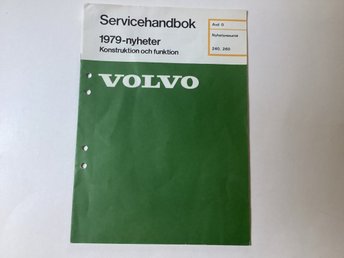 Servicehandbok
1979-nyheter
Konstruktion och funktion
Avd 0
240, 260
VOLVO